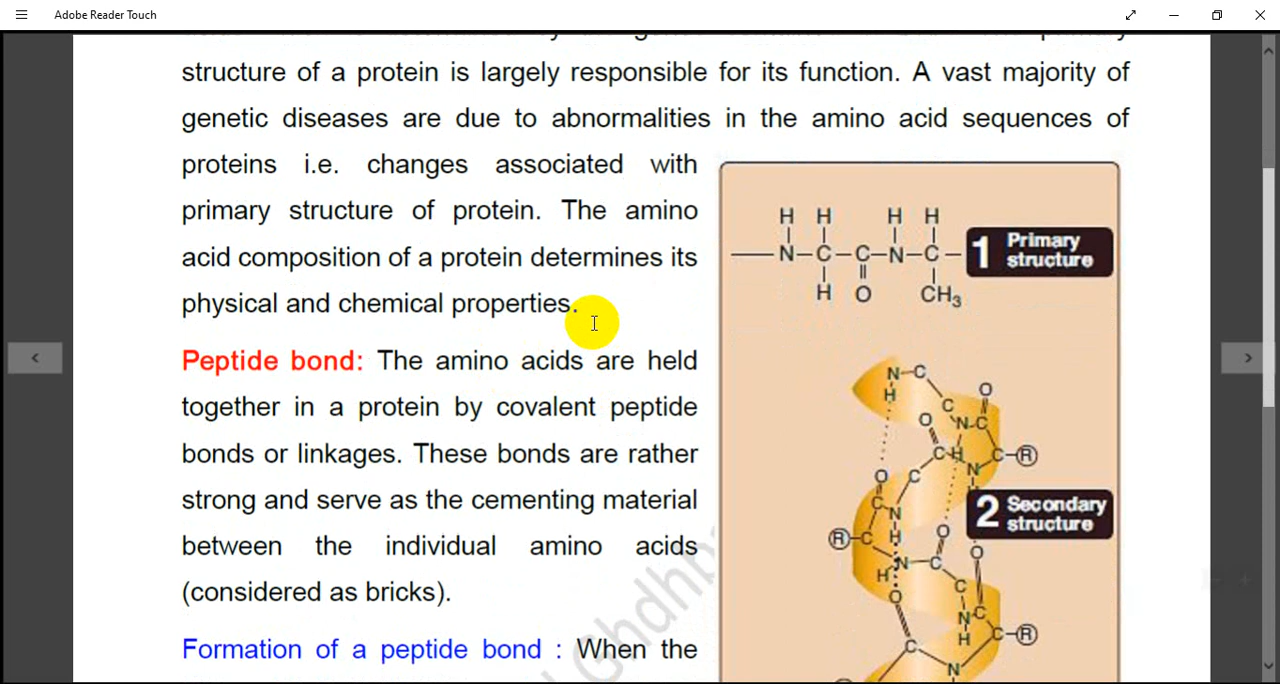 Adobe Reader Touch
structure of a protein is largely responsible for its function. A vast majority of
genetic diseases are due to abnormalities in the amino acid sequences of
proteins i.e. changes associated with
primary structure of protein. The amino
acid composition of a protein determines its
physical and chemical properties.
Peptide bond: The amino acids are held
together in a protein by covalent peptide
bonds or linkages. These bonds are rather
strong and serve as the cementing material
between the individual amino acids
(considered as bricks).
Formation of a peptide bond : When the
H H H H
N-C-C-N-C-
H O CH3
1 Primary
structure
N-C
H
O
C
O
N-C
C H
C-R
N
O
C
C
N
2 Secondary
structure
R-C
H
O
O
N
C
H
C
O
N-C
H
C-R
C
N